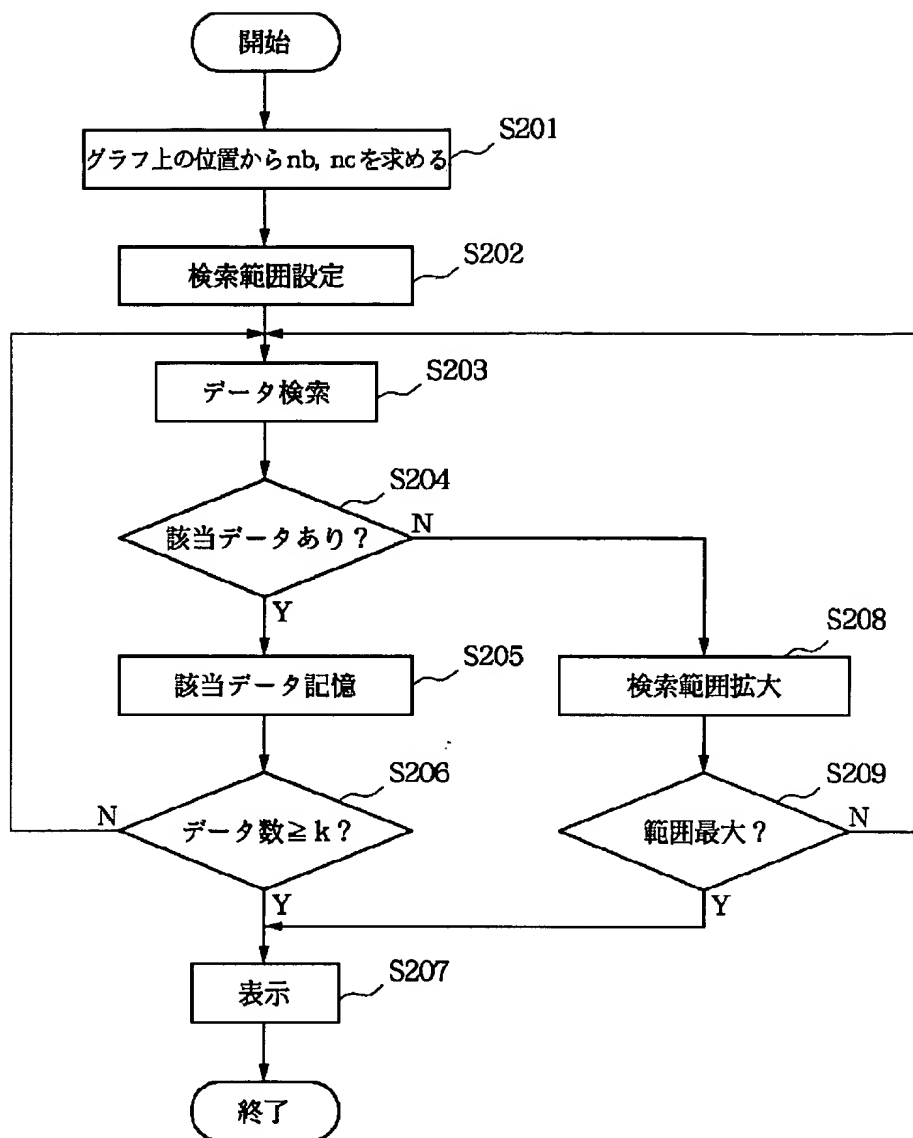 開始
S201
グラフ上の位置からnb, ncを求める
S202
検索範囲設定
S203
データ検索
S204
該当データあり?
N
Y
S205
該当データ記憶
S208
検索範囲拡大
S206
データ数≧k?
N
Y
S209
範囲最大?
N
Y
S207
表示
終了